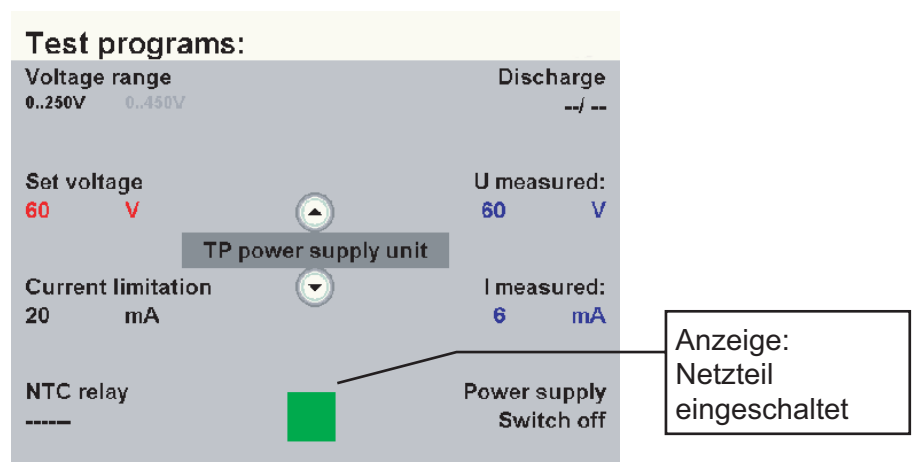 Test programs:
Voltage range
0..250V 0..450V
Discharge
--/ --
Set voltage
60 V
U measured:
60 V
TP power supply unit
Current limitation
20 mA
I measured:
6 mA
NTC relay
------
Power supply
Switch off
Anzeige:
Netzteil
eingeschaltet